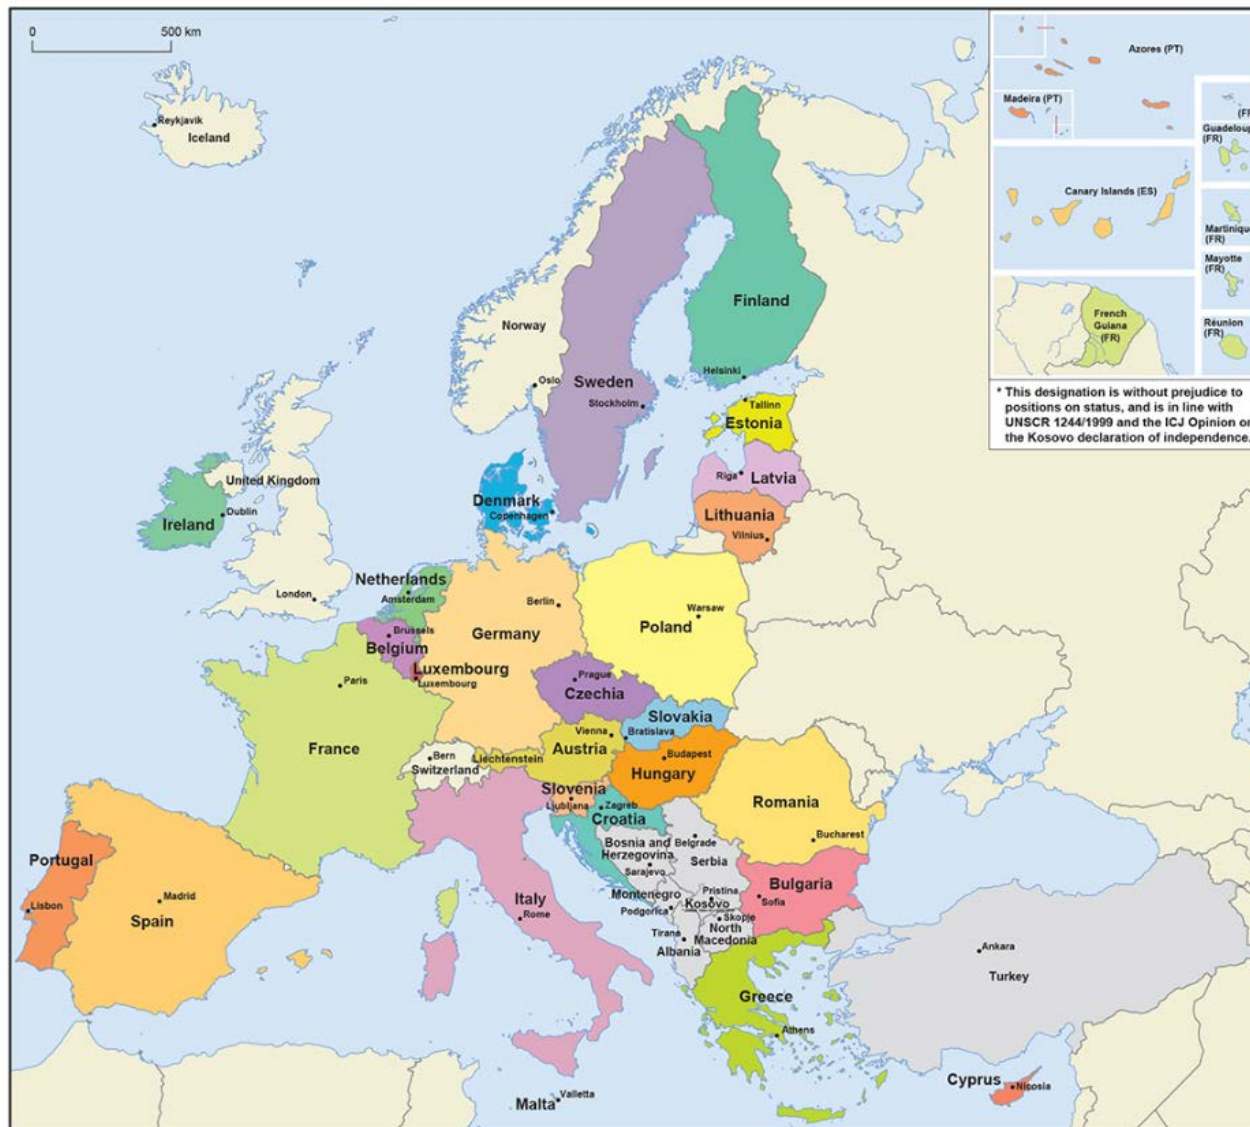 0 500 km
Azores (PT)
Madeira (PT)
(FR
Guadeloup
(FR)
Canary Islands (ES)
Martinique
(FR)
Mayotte
(FR)
French
Guiana
(FR)
Réunion
(FR)
* This designation is without prejudice to
positions on status, and is in line with
UNSCR 1244/1999 and the ICJ Opinion on
the Kosovo declaration of independence.
Reykjavik
Iceland
Finland
Norway
Helsinki
Oslo
Sweden
Stockholm
Tallinn
Estonia
Riga
Latvia
United Kingdom
Denmark
Copenhagen
Dublin
Ireland
Lithuania
Vilnius
Netherlands
Amsterdam
London
Berlin
Warsaw
Poland
Germany
Brussels
Belgium
Luxembourg
Luxembourg
Paris
Prague
Czechia
Slovakia
Bratislava
Vienna
Austria
France
Bern
Switzerland
Liechtenstein
Budapest
Hungary
Slovenia
Ljubljana
Zagreb
Croatia
Romania
Bucharest
Bosnia and
Herzegovina
Sarajevo
Belgrade
Serbia
Portugal
Lisbon
Madrid
Spain
Italy
Rome
Montenegro
Podgorica
Pristina
Kosovo
Bulgaria
Sofia
Skopje
North
Macedonia
Tirana
Albania
Ankara
Turkey
Greece
Athens
Cyprus
Nicosia
Malta
Valletta